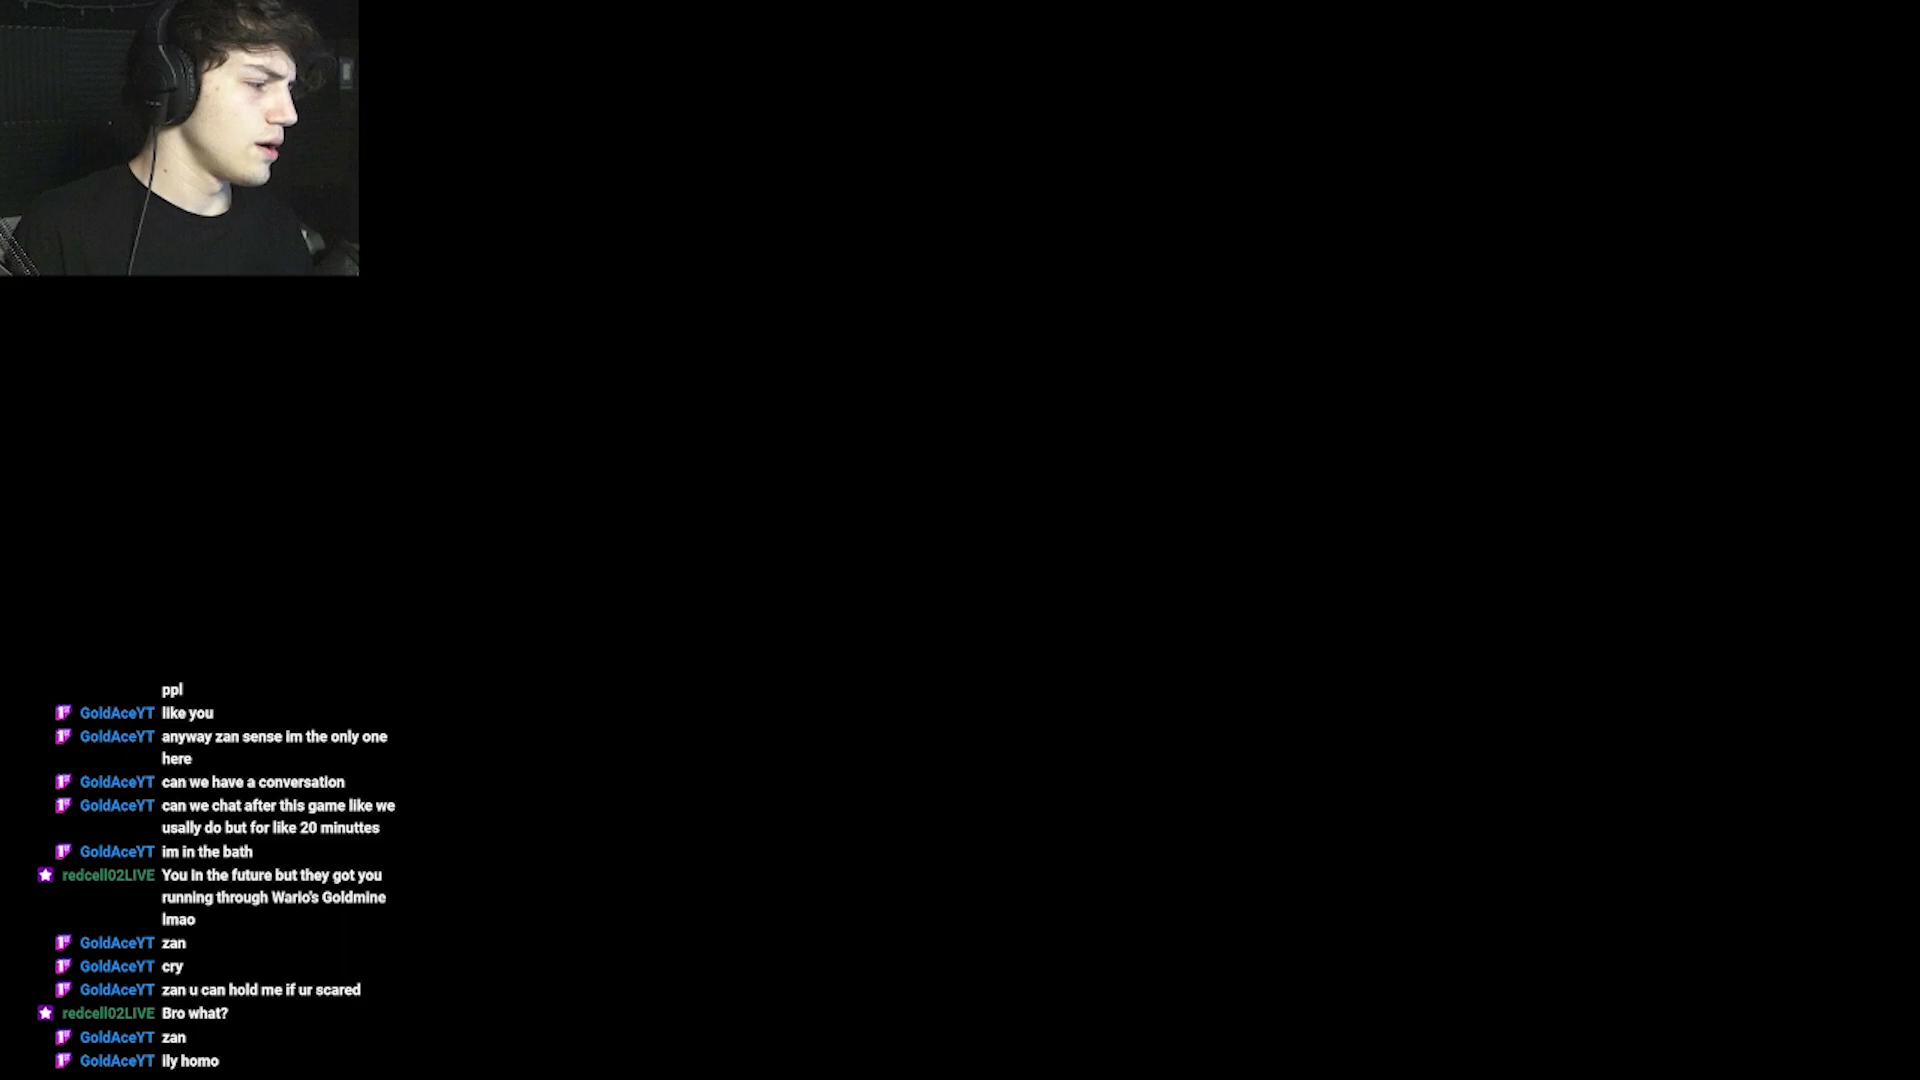 ppl
GoldAceYT like you
GoldAceYT anyway zan sense im the only one
here
GoldAceYT can we have a conversation
GoldAceYT can we chat after this game like we
usally do but for like 20 minuttes
GoldAceYT im in the bath
redcell02LIVE You in the future but they got you
running through Wario's Goldmine
lmao
GoldAceYT zan
GoldAceYT cry
GoldAceYT zan u can hold me if ur scared
redcell02LIVE Bro what?
GoldAceYT zan
GoldAceYT ily homo